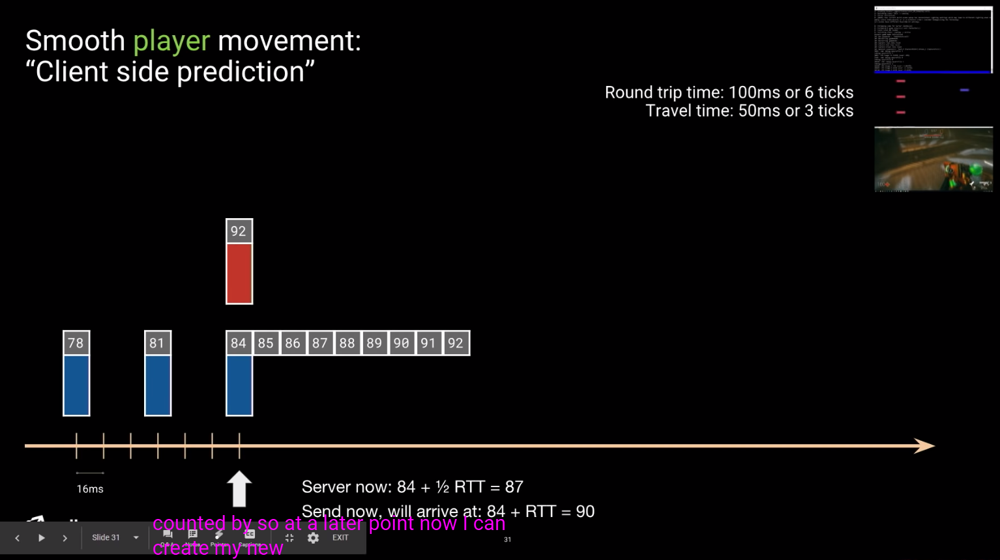 Smooth player movement:
“Client side prediction”
Round trip time: 100ms or 6 ticks
Travel time: 50ms or 3 ticks
92
78
81
84 85 86 87 88 89 90 91 92
16ms
Server now: 84 + ½ RTT = 87
Send now, will arrive at: 84 + RTT = 90
counted by so at a later point now I can
create my new
Slide 31
Q & A
Notes
Pointer
Captions
EXIT
31